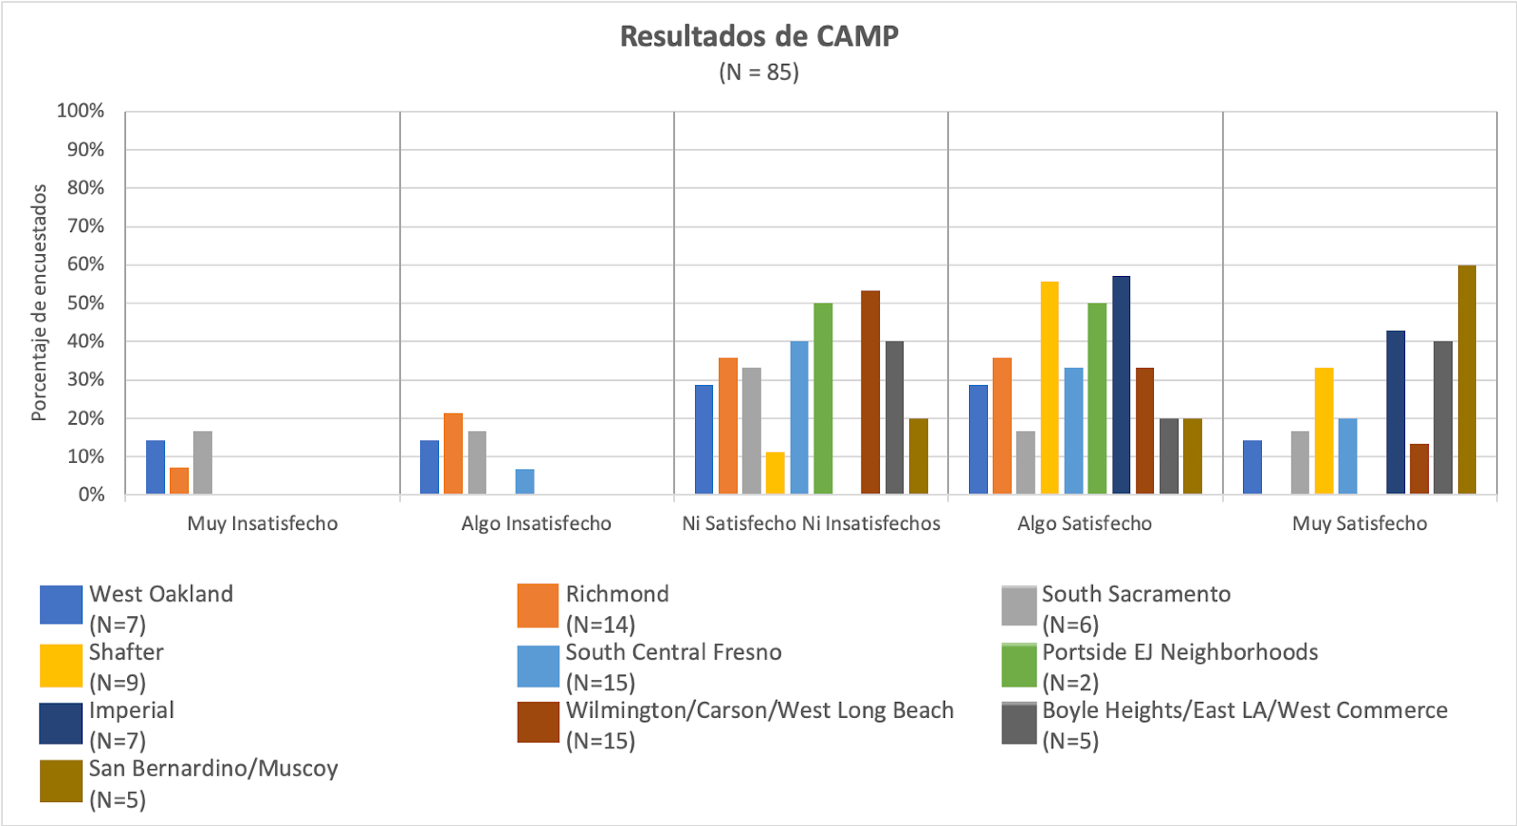 Resultados de CAMP
(N = 85)
Porcentaje de encuestados
100%
90%
80%
70%
60%
50%
40%
30%
20%
10%
0%
Muy Insatisfecho
Algo Insatisfecho
Ni Satisfecho Ni Insatisfechos
Algo Satisfecho
Muy Satisfecho
West Oakland
(N=7)
Richmond
(N=14)
South Sacramento
(N=6)
Shafter
(N=9)
South Central Fresno
(N=15)
Portside EJ Neighborhoods
(N=2)
Imperial
(N=7)
Wilmington/Carson/West Long Beach
(N=15)
Boyle Heights/East LA/West Commerce
(N=5)
San Bernardino/Muscoy
(N=5)